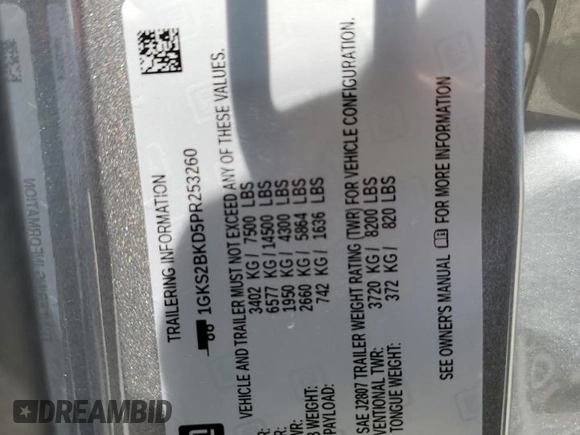 TRAILERING INFORMATION
1GKS2BKD5PR253260
VEHICLE AND TRAILER MUST NOT EXCEED ANY OF THESE VALUES.
3402 KG / 7500 LBS
6577 KG / 14500 LBS
1950 KG / 4300 LBS
2660 KG / 5864 LBS
WEIGHT:
742 KG / 1636 LBS
PAYLOAD:
SAE J2807 TRAILER WEIGHT RATING (TWR) FOR VEHICLE CONFIGURATION.
TWR: 3720 KG / 8200 LBS
TONGUE WEIGHT: 372 KG / 820 LBS
SEE OWNER'S MANUAL FOR MORE INFORMATION
DREAMBID